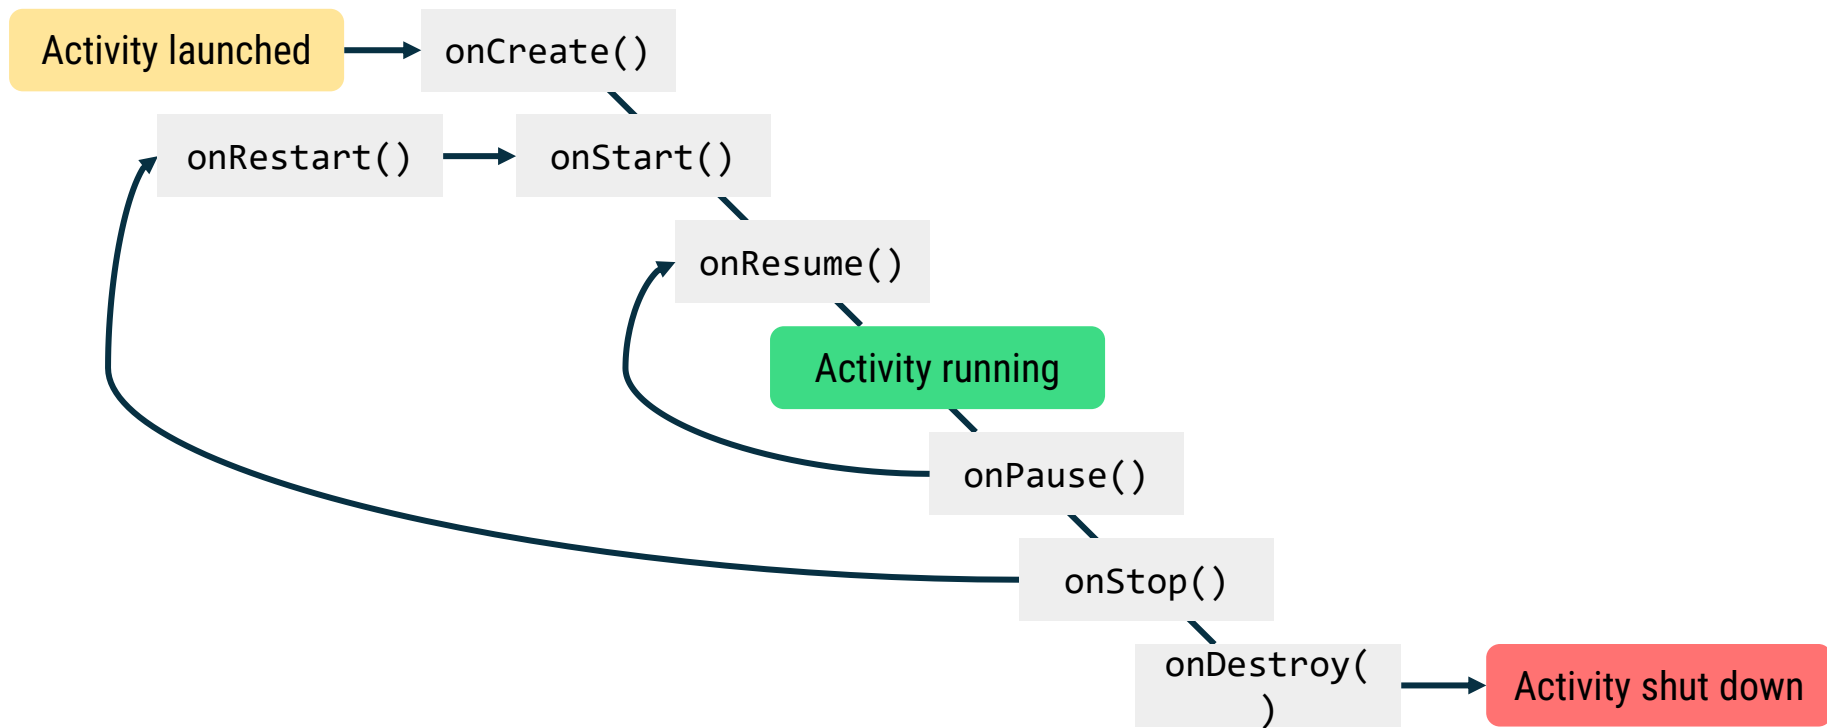 Activity launched
onCreate()
onRestart()
onStart()
onResume()
Activity running
onPause()
onStop()
onDestroy(
)
Activity shut down